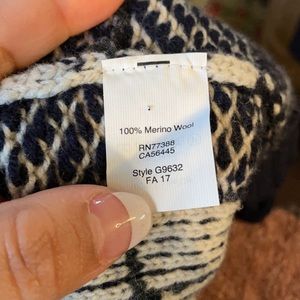 100% Merino Wool
RN77388
CA56445
Style G9632
FA 17